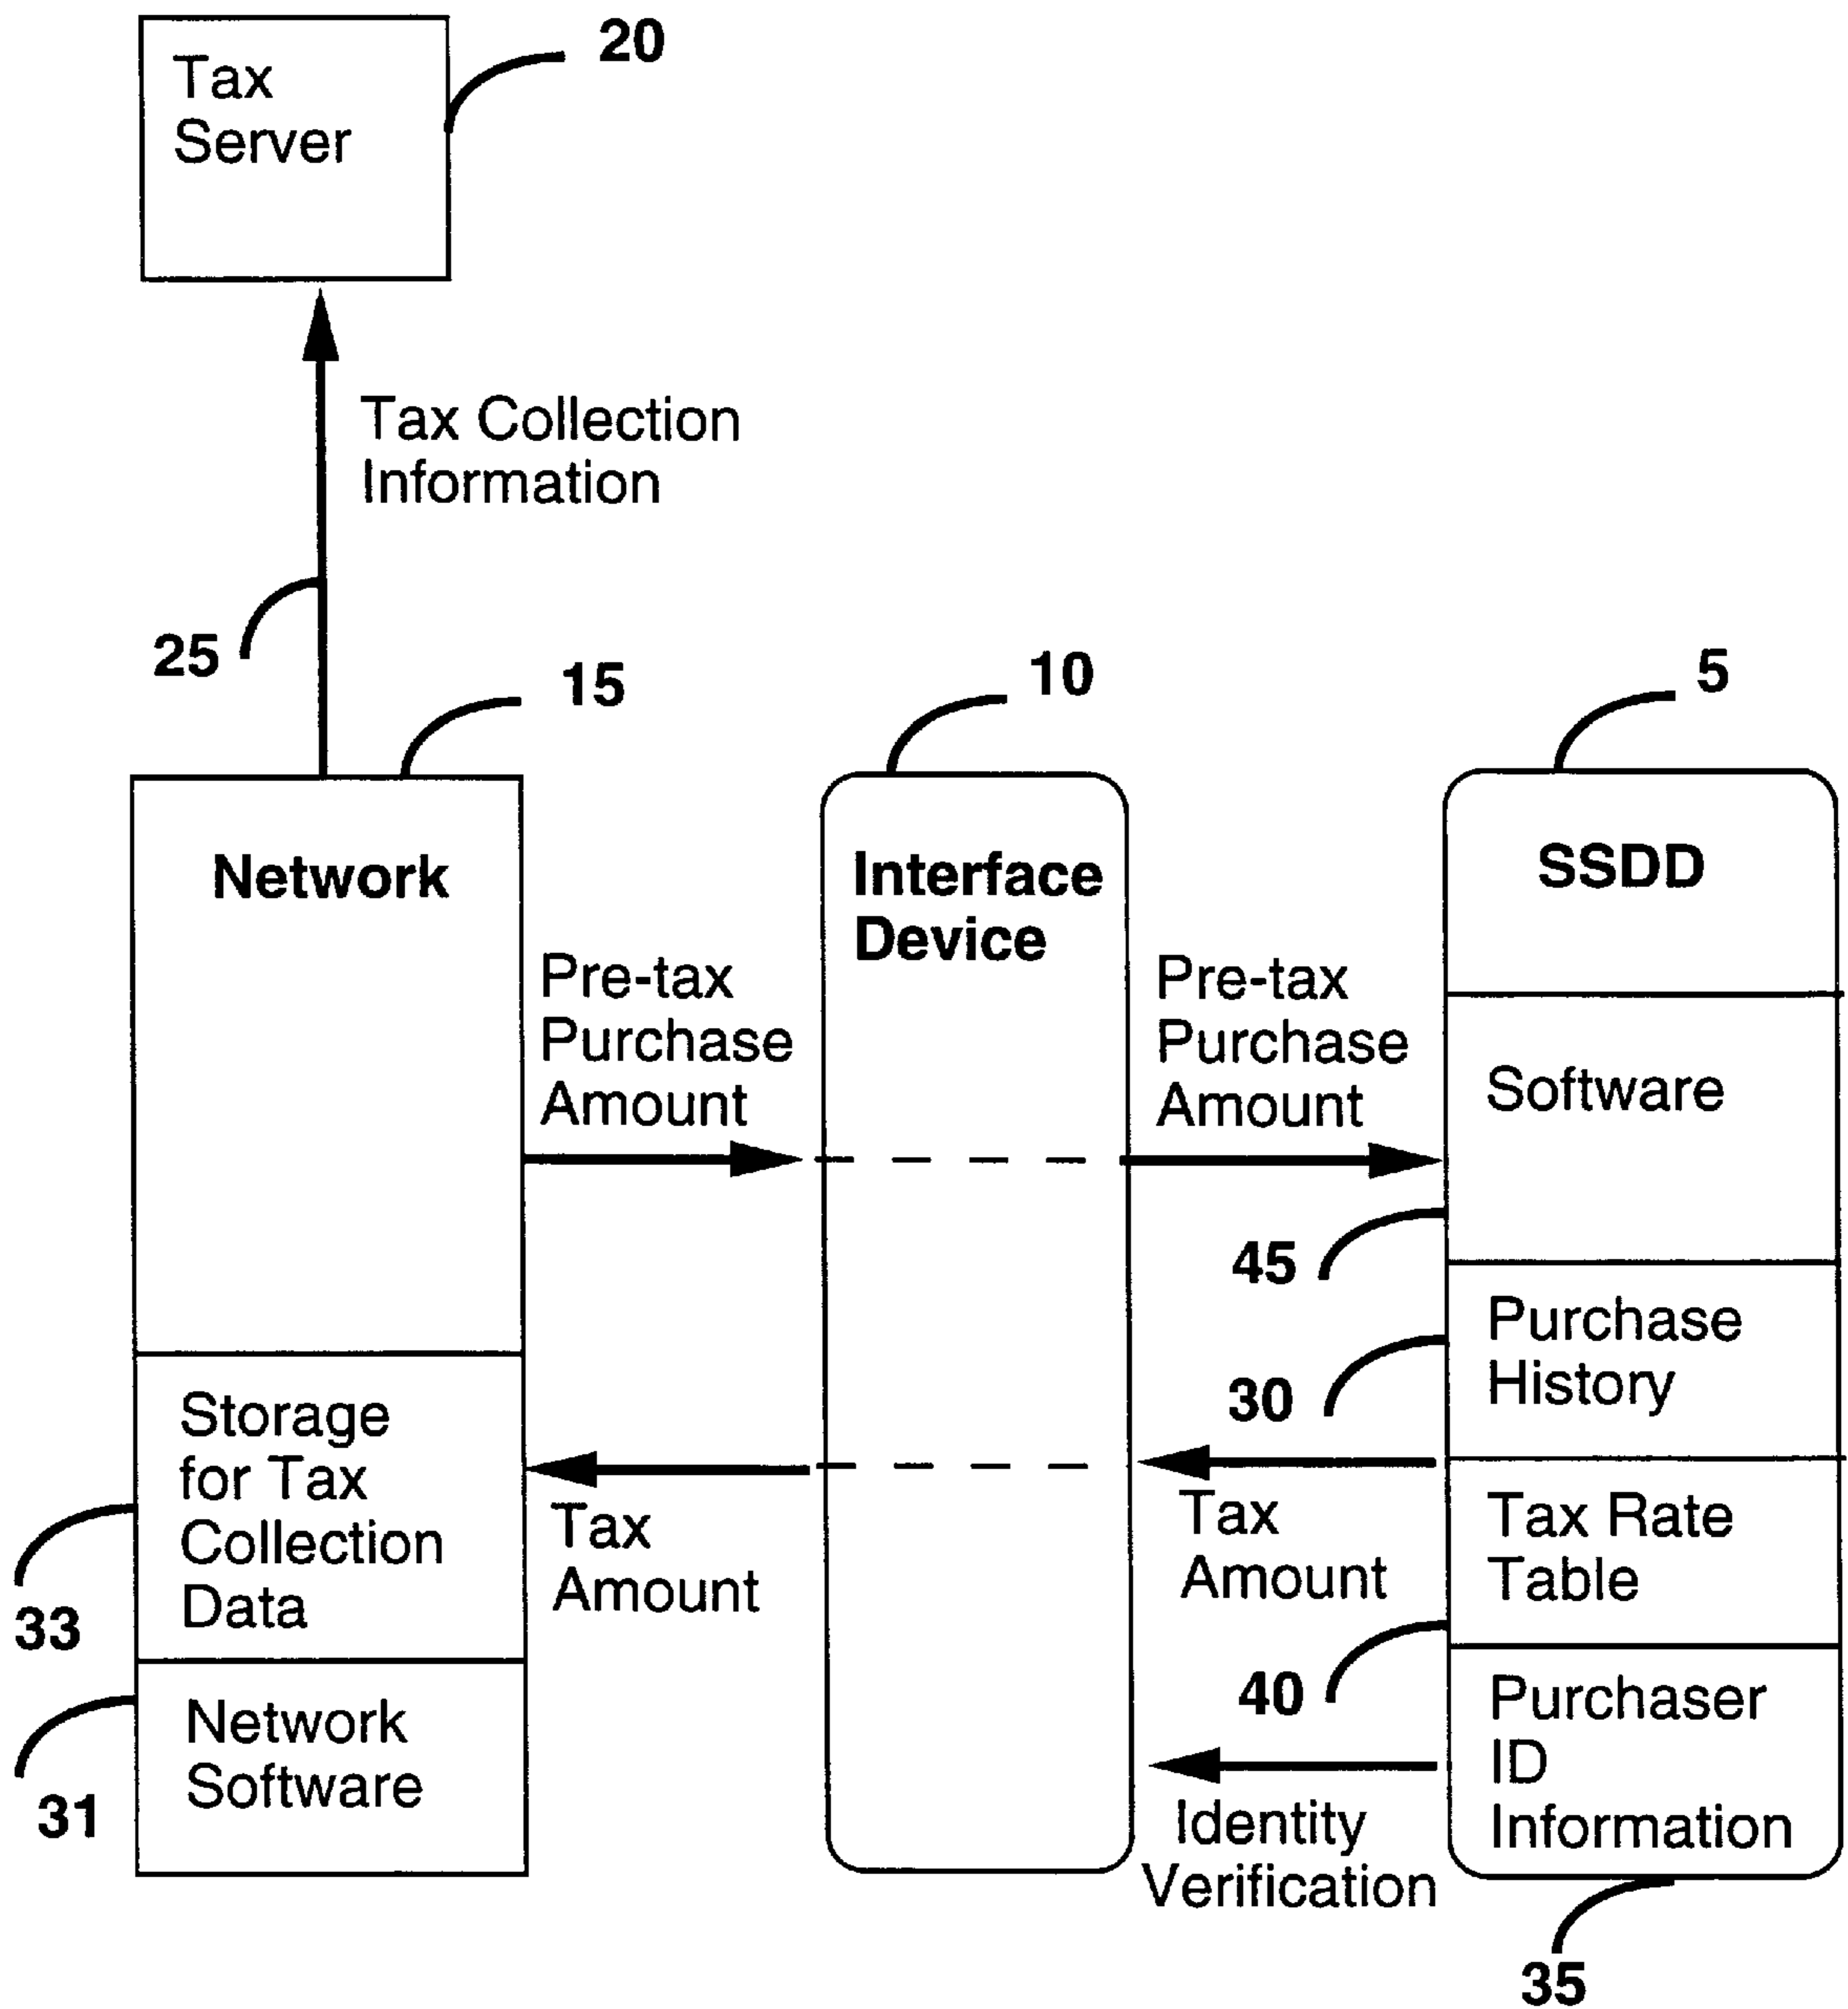 20
Tax
Server
Tax Collection
Information
25
15
10
5
Network
Interface
Device
SSDD
Pre-tax
Purchase
Amount
Pre-tax
Purchase
Amount
Software
45
Purchase
History
30
Storage
for Tax
Collection
Data
33
Tax
Amount
Tax
Amount
Tax Rate
Table
40
Network
Software
31
Purchaser
ID
Information
Identity
Verification
35